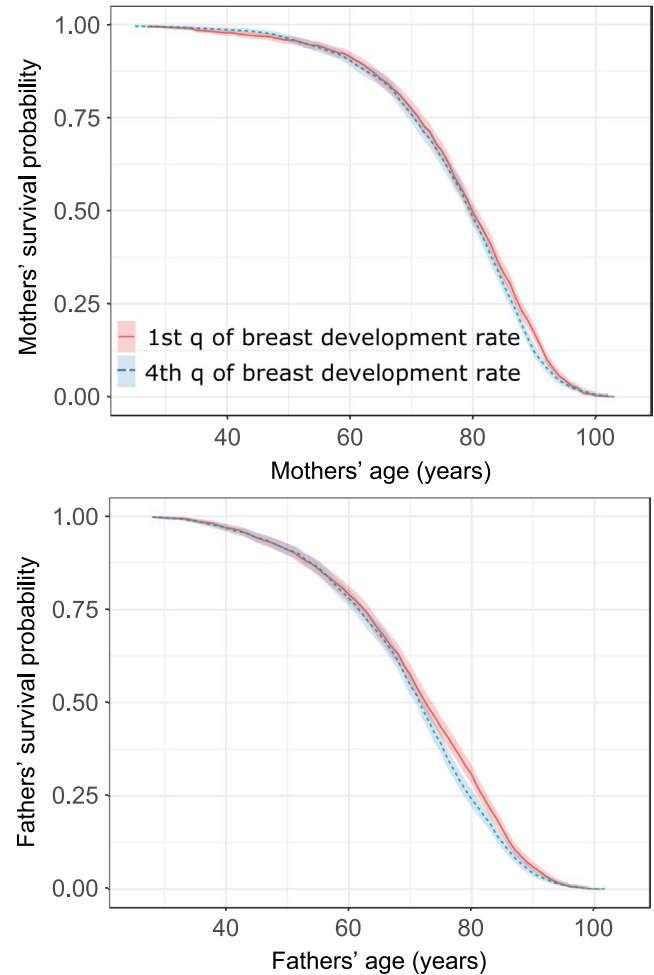 Mothers' survival probability
1.00
0.75
0.50
0.25
0.00
1st q of breast development rate
4th q of breast development rate
40 60 80 100
Mothers' age (years)
Fathers' survival probability
1.00
0.75
0.50
0.25
0.00
40 60 80 100
Fathers' age (years)